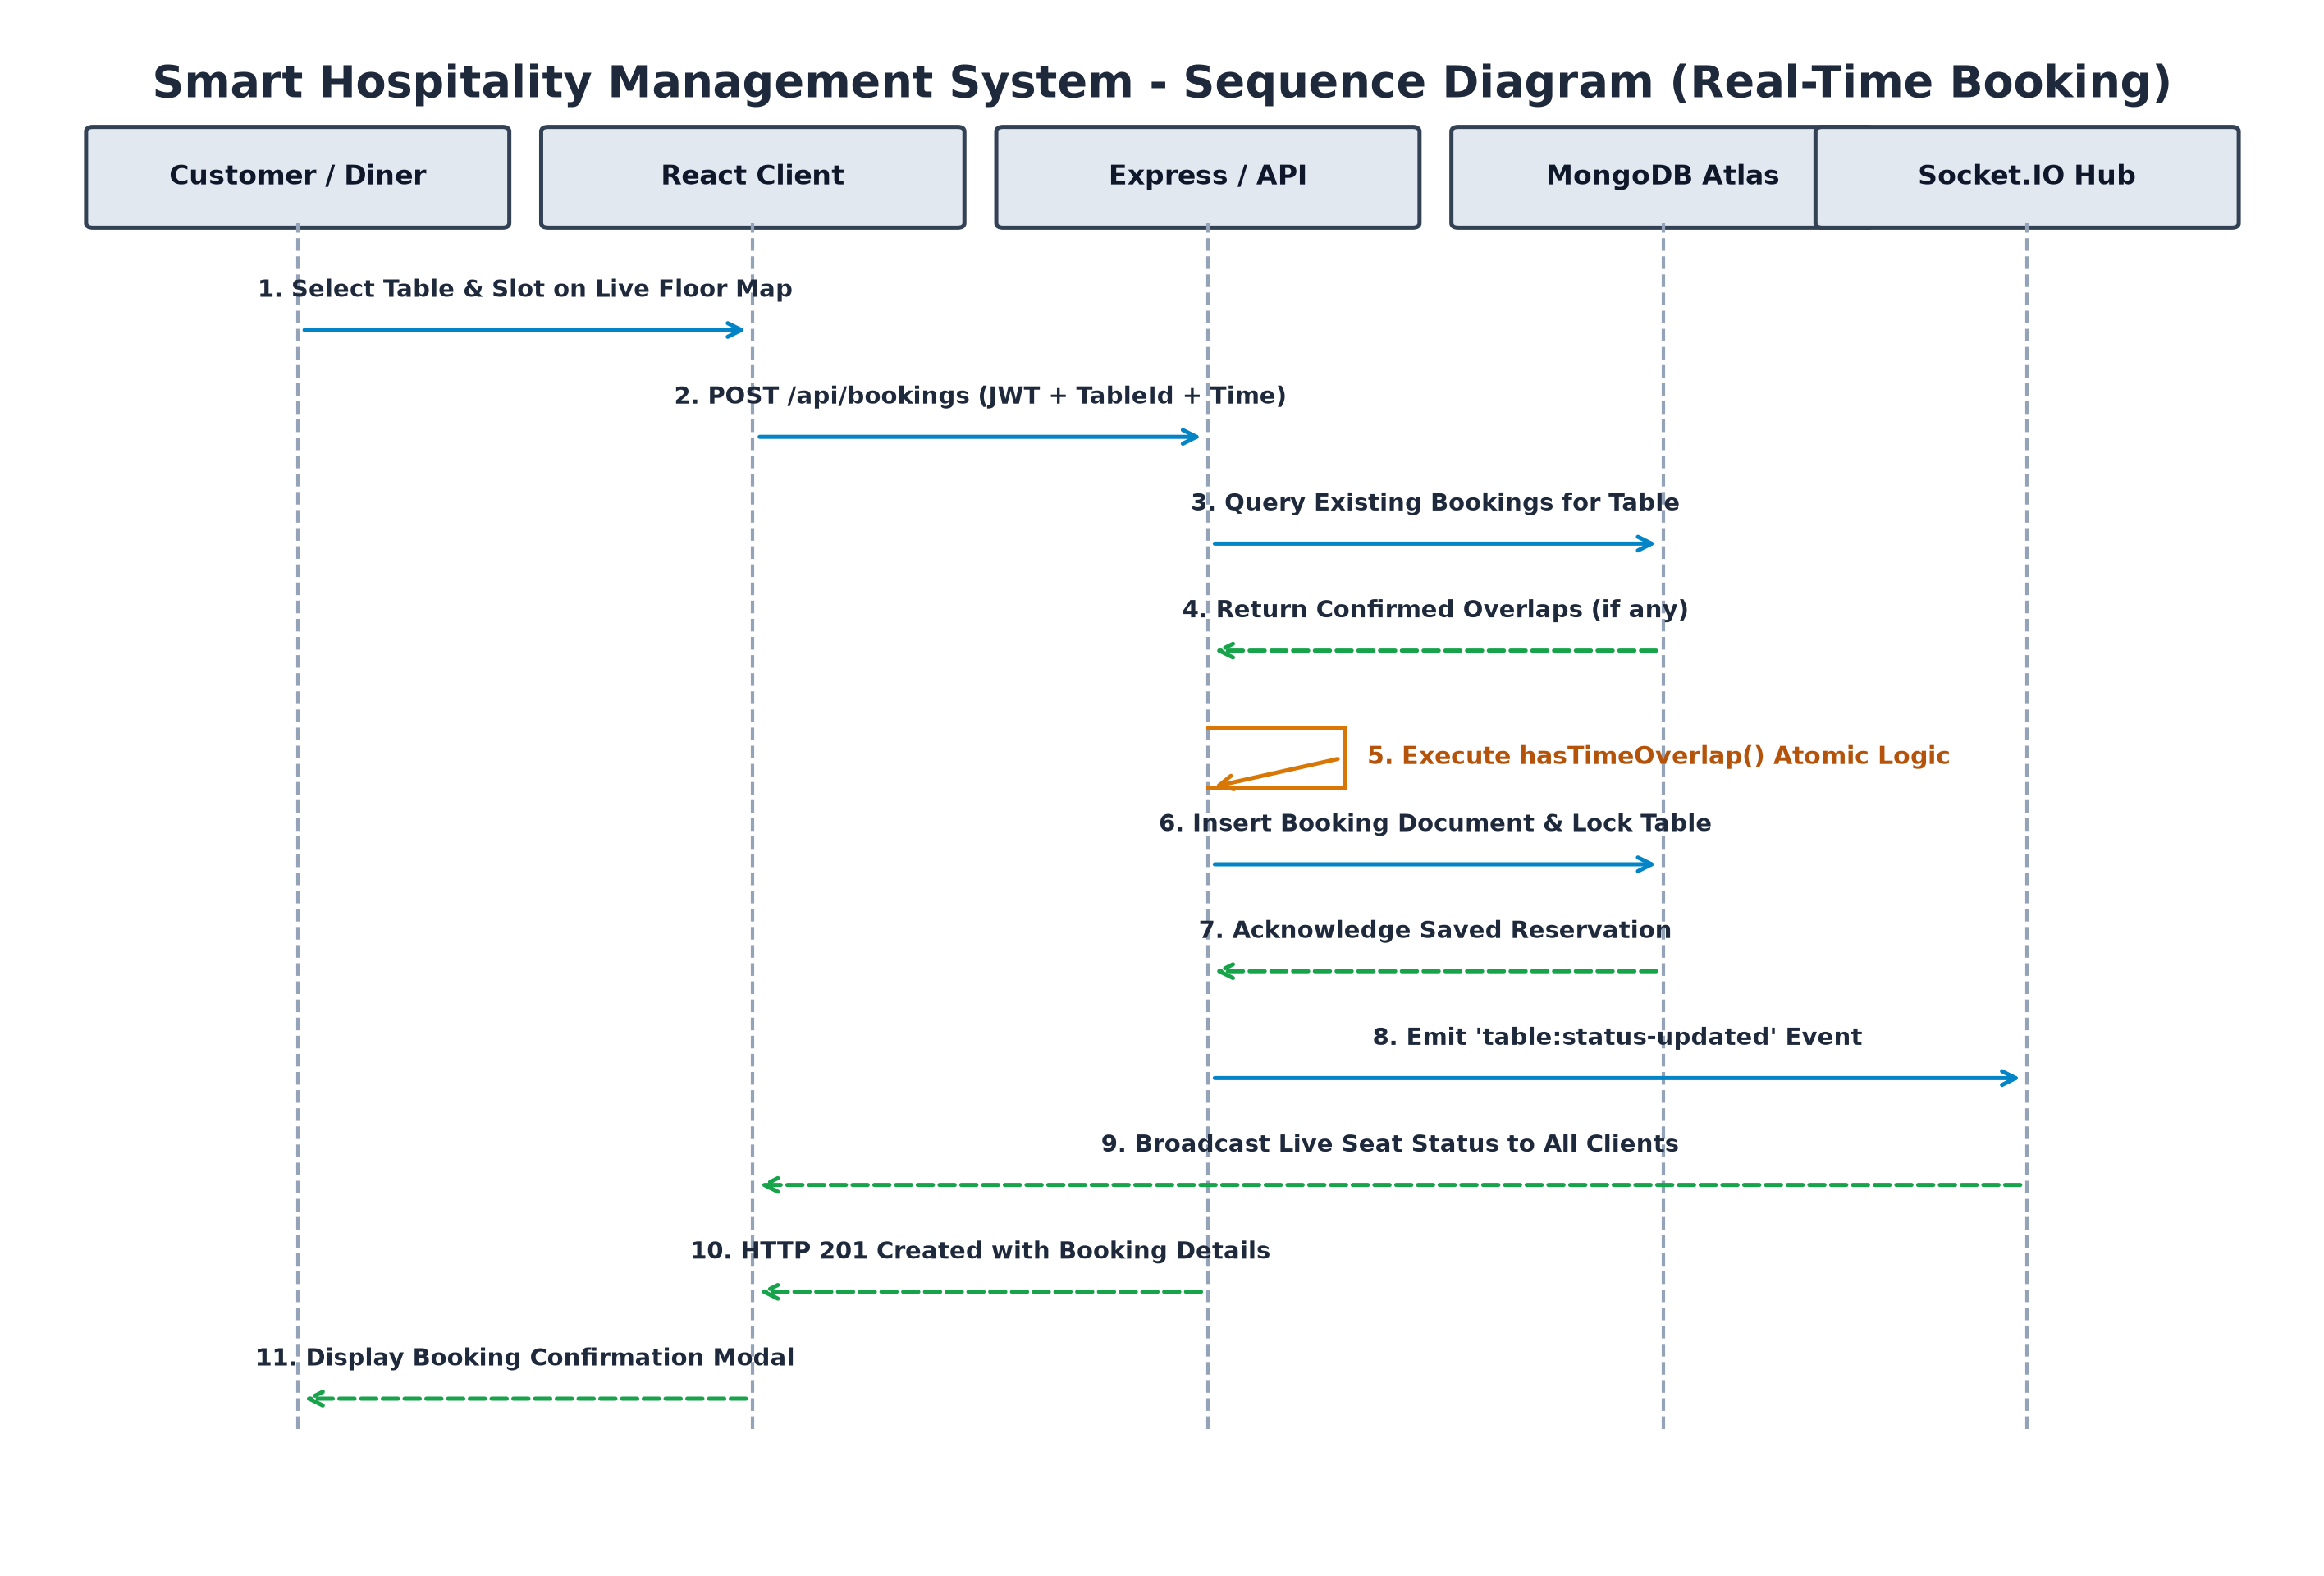 Smart Hospitality Management System - Sequence Diagram (Real-Time Booking)
Customer / Diner
React Client
Express / API
MongoDB Atlas
Socket.IO Hub
1. Select Table & Slot on Live Floor Map
2. POST /api/bookings (JWT + TableId + Time)
3. Query Existing Bookings for Table
4. Return Confirmed Overlaps (if any)
5. Execute hasTimeOverlap() Atomic Logic
6. Insert Booking Document & Lock Table
7. Acknowledge Saved Reservation
8. Emit 'table:status-updated' Event
9. Broadcast Live Seat Status to All Clients
10. HTTP 201 Created with Booking Details
11. Display Booking Confirmation Modal